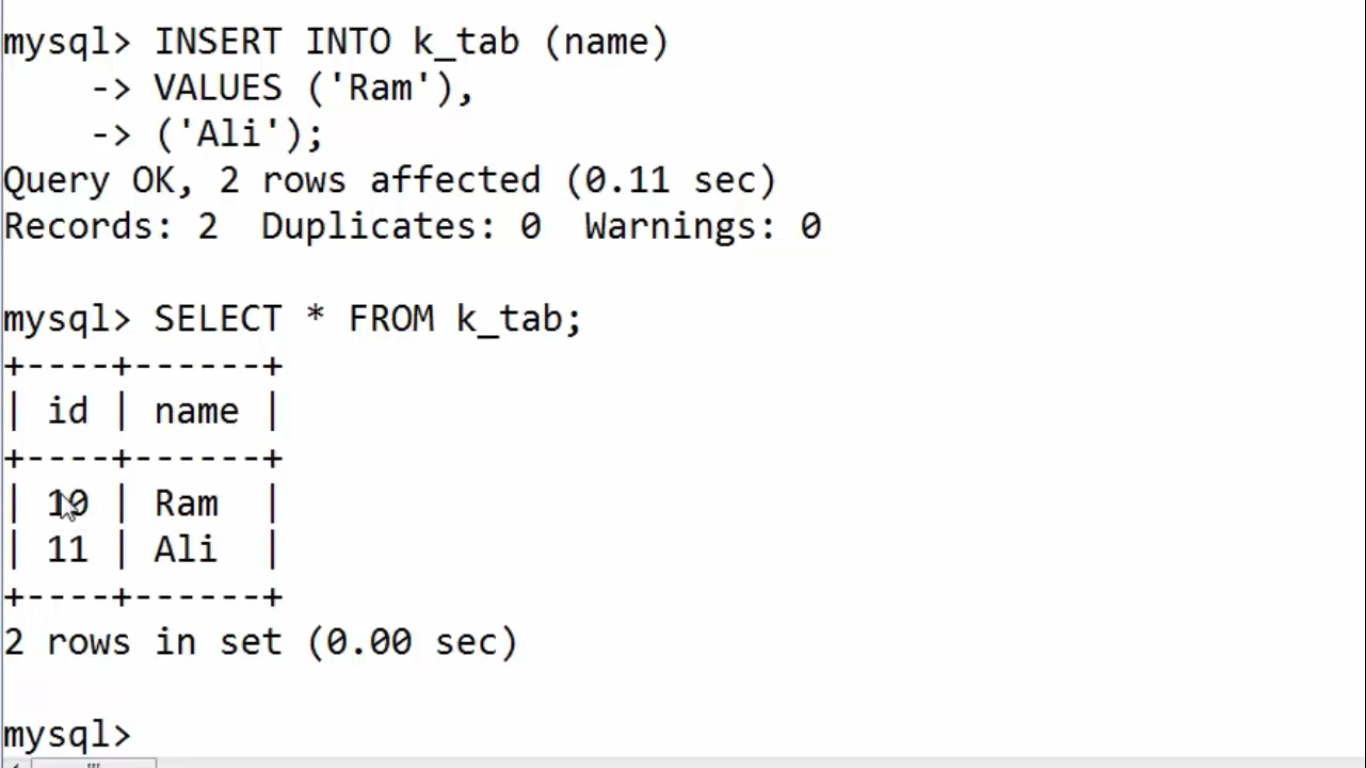 mysql> INSERT INTO k_tab (name)
    -> VALUES ('Ram'),
    -> ('Ali');
Query OK, 2 rows affected (0.11 sec)
Records: 2  Duplicates: 0  Warnings: 0
mysql> SELECT * FROM k_tab;
+----+------+
| id | name |
+----+------+
| 10 | Ram  |
| 11 | Ali  |
+----+------+
2 rows in set (0.00 sec)
mysql>